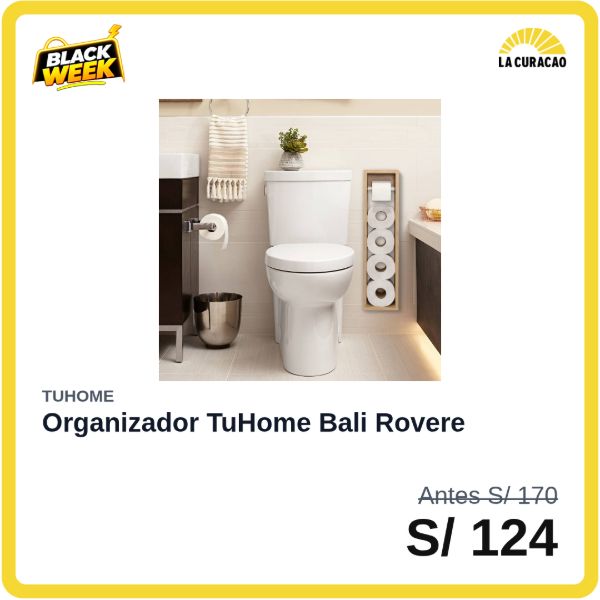 BLACK
WEEK
LA CURACAO
TUHOME
Organizador TuHome Bali Rovere
Antes S/ 170
S/ 124